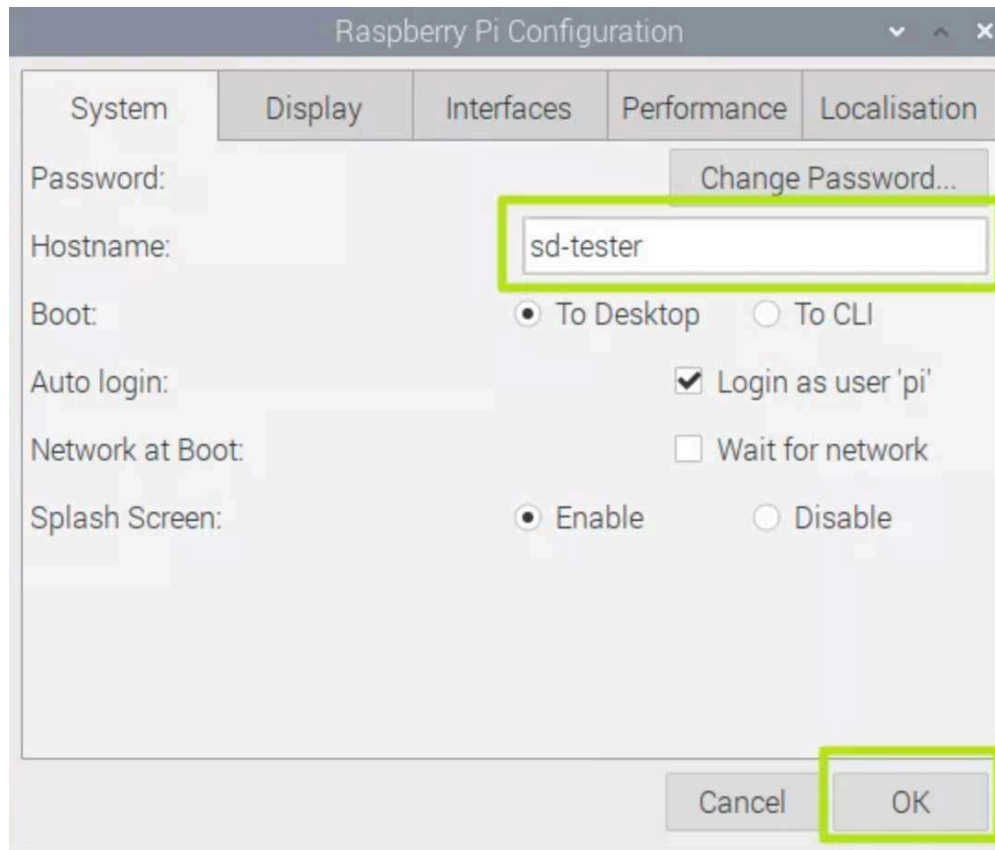 Raspberry Pi Configuration
System Display Interfaces Performance Localisation
Password: Change Password...
Hostname: sd-tester
Boot: To Desktop To CLI
Auto login: Login as user 'pi'
Network at Boot: Wait for network
Splash Screen: Enable Disable
Cancel OK